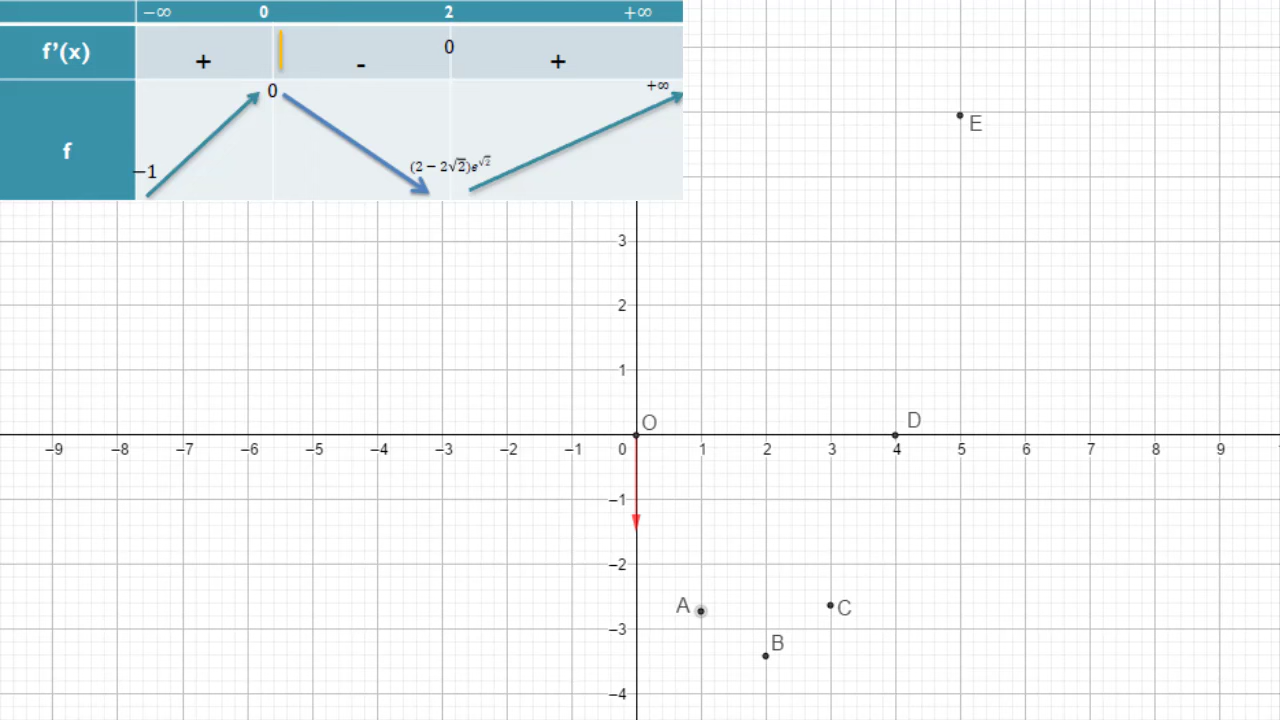 −∞ 0 2 +∞
f’(x) + - 0 +
0 +∞
f −1 (2 − 2√2)e^√2
E
3
2
1
O D
−9 −8 −7 −6 −5 −4 −3 −2 −1 0 1 2 3 4 5 6 7 8 9
−1
−2
A C
−3
B
−4